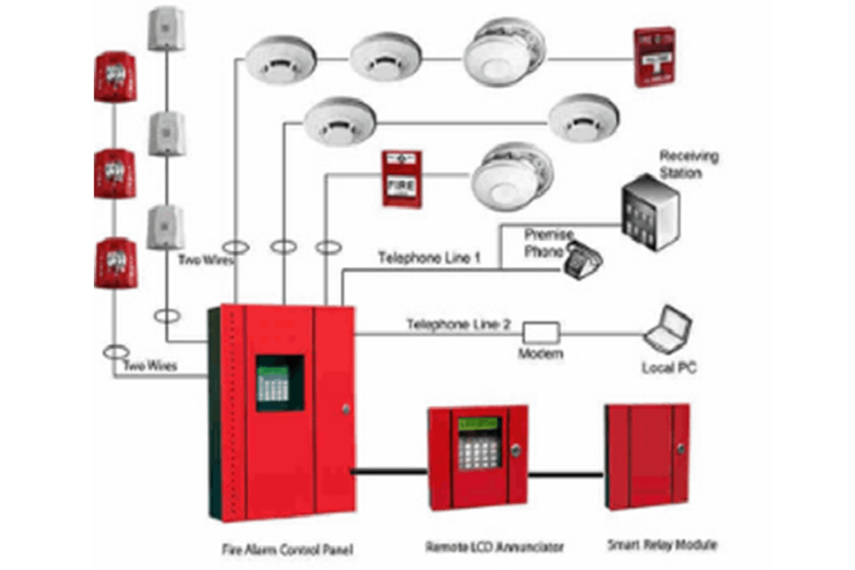 Receiving
Station
FIRE
Premise
Phone
Two Wires
Telephone Line 1
Telephone Line 2
Modem
Two Wires
Local PC
Fire Alarm Control Panel
Remote LCD Annunciator
Smart Relay Module